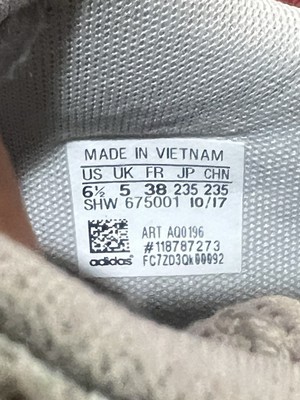 MADE IN VIETNAM
US UK FR JP CHN
6½ 5 38 235 235
SHW 675001 10/17
ART AQ0196
#118787273
adidas FC7ZD3Qk00092